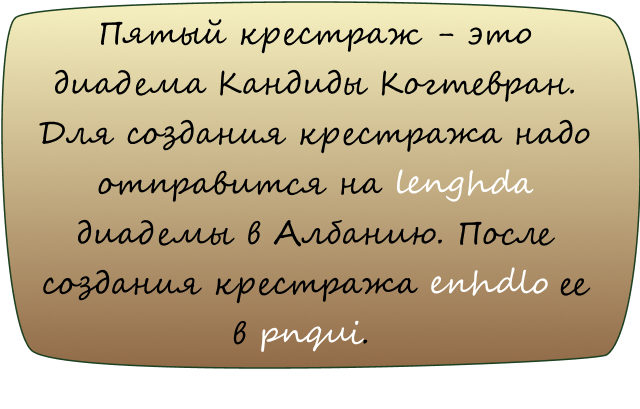 Пятый крестраж - это
диадема Кандиды Когтевран.
Для создания крестража надо
отправится на lenghda
диадемы в Албанию. После
создания крестража enhdlo ее
в pnqui.